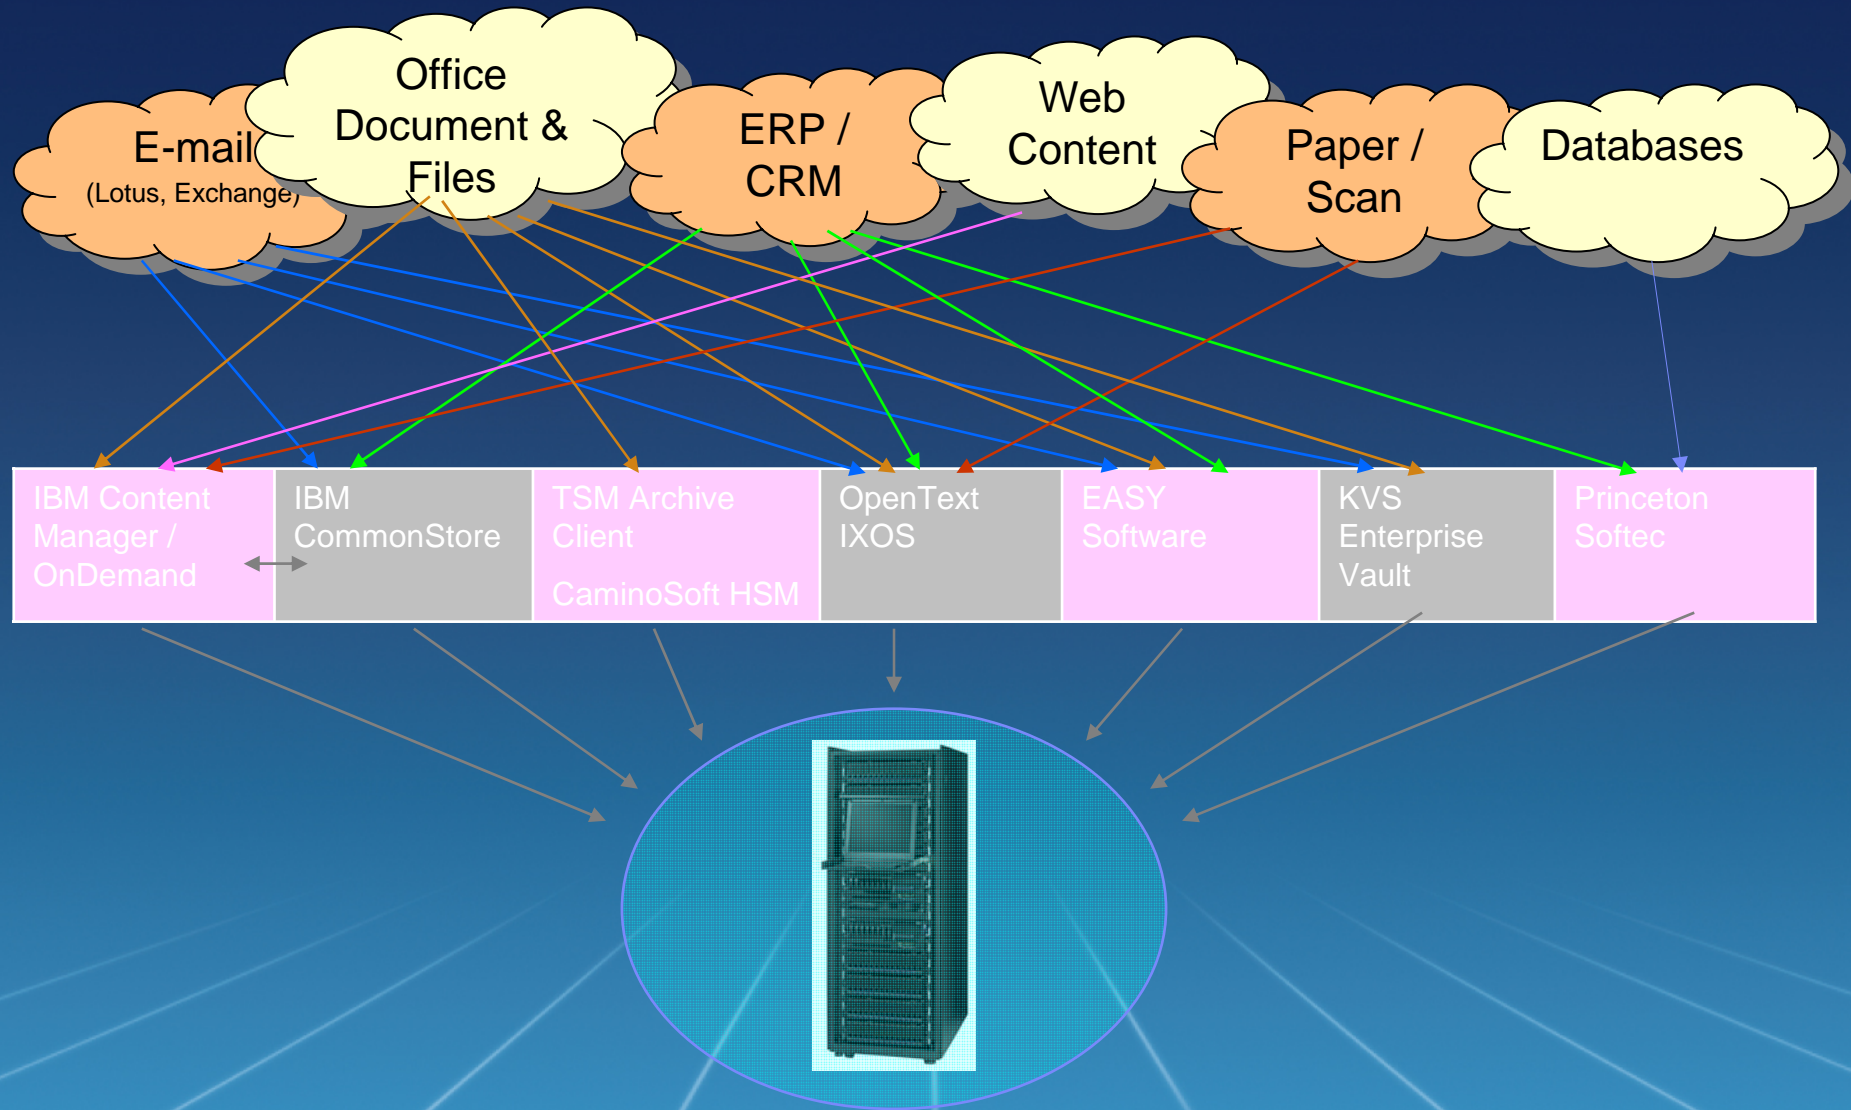 E-mail
(Lotus, Exchange)
Office
Document &
Files
ERP /
CRM
Web
Content
Paper /
Scan
Databases
IBM Content
Manager /
OnDemand
IBM
CommonStore
TSM Archive
Client
CaminoSoft HSM
OpenText
IXOS
EASY
Software
KVS
Enterprise
Vault
Princeton
Softec